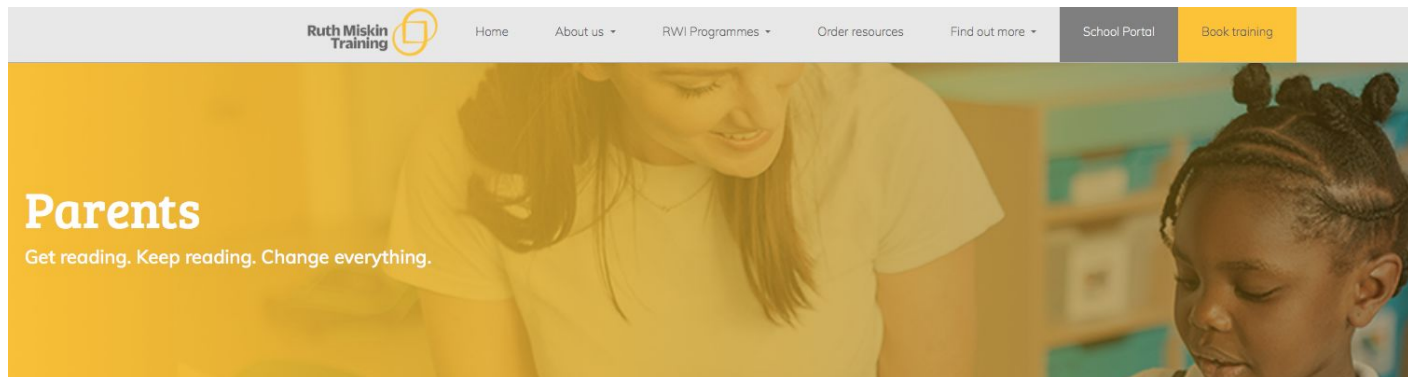 Ruth Miskin
Training
Home
About us
RWI Programmes
Order resources
Find out more
School Portal
Book training
Parents
Get reading. Keep reading. Change everything.